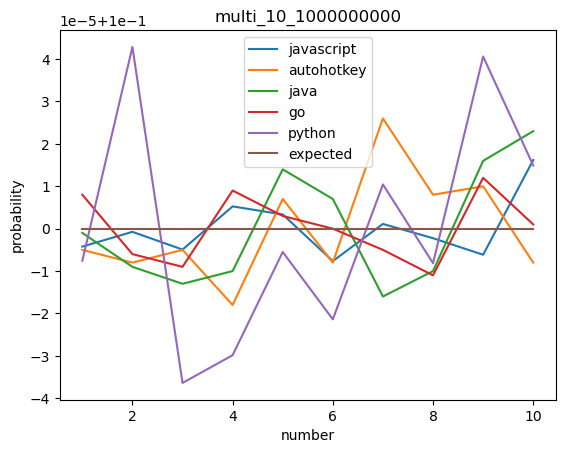 multi_10_1000000000
1e−5+1e−1
javascript
autohotkey
java
go
python
expected
4
3
2
1
0
−1
−2
−3
−4
probability
2
4
6
8
10
number